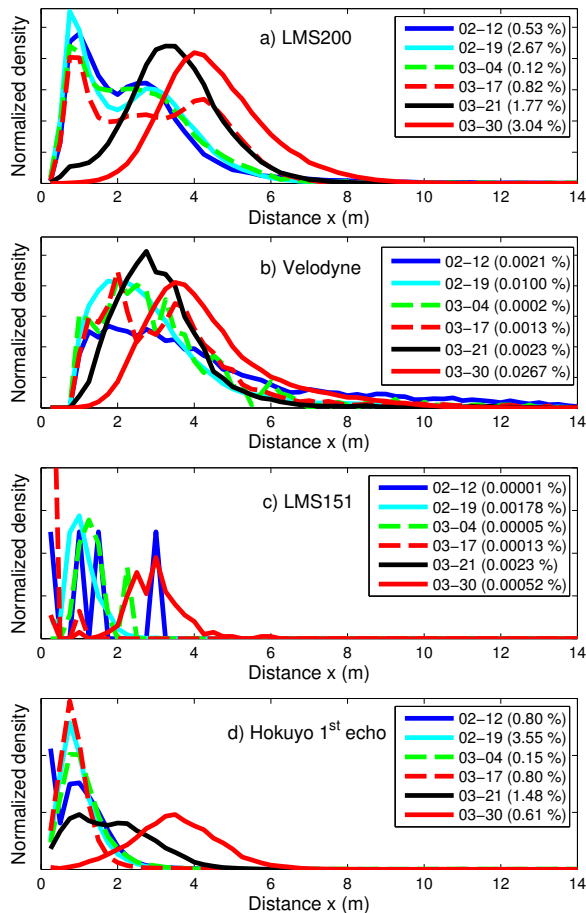 Normalized density
a) LMS200
02−12 (0.53 %)
02−19 (2.67 %)
03−04 (0.12 %)
03−17 (0.82 %)
03−21 (1.77 %)
03−30 (3.04 %)
0 2 4 6 8 10 12 14
Distance x (m)
Normalized density
b) Velodyne
02−12 (0.0021 %)
02−19 (0.0100 %)
03−04 (0.0002 %)
03−17 (0.0013 %)
03−21 (0.0023 %)
03−30 (0.0267 %)
0 2 4 6 8 10 12 14
Distance x (m)
Normalized density
c) LMS151
02−12 (0.00001 %)
02−19 (0.00178 %)
03−04 (0.00005 %)
03−17 (0.00013 %)
03−21 (0.0023 %)
03−30 (0.00052 %)
0 2 4 6 8 10 12 14
Distance x (m)
Normalized density
d) Hokuyo 1st echo
02−12 (0.80 %)
02−19 (3.55 %)
03−04 (0.15 %)
03−17 (0.80 %)
03−21 (1.48 %)
03−30 (0.61 %)
0 2 4 6 8 10 12 14
Distance x (m)